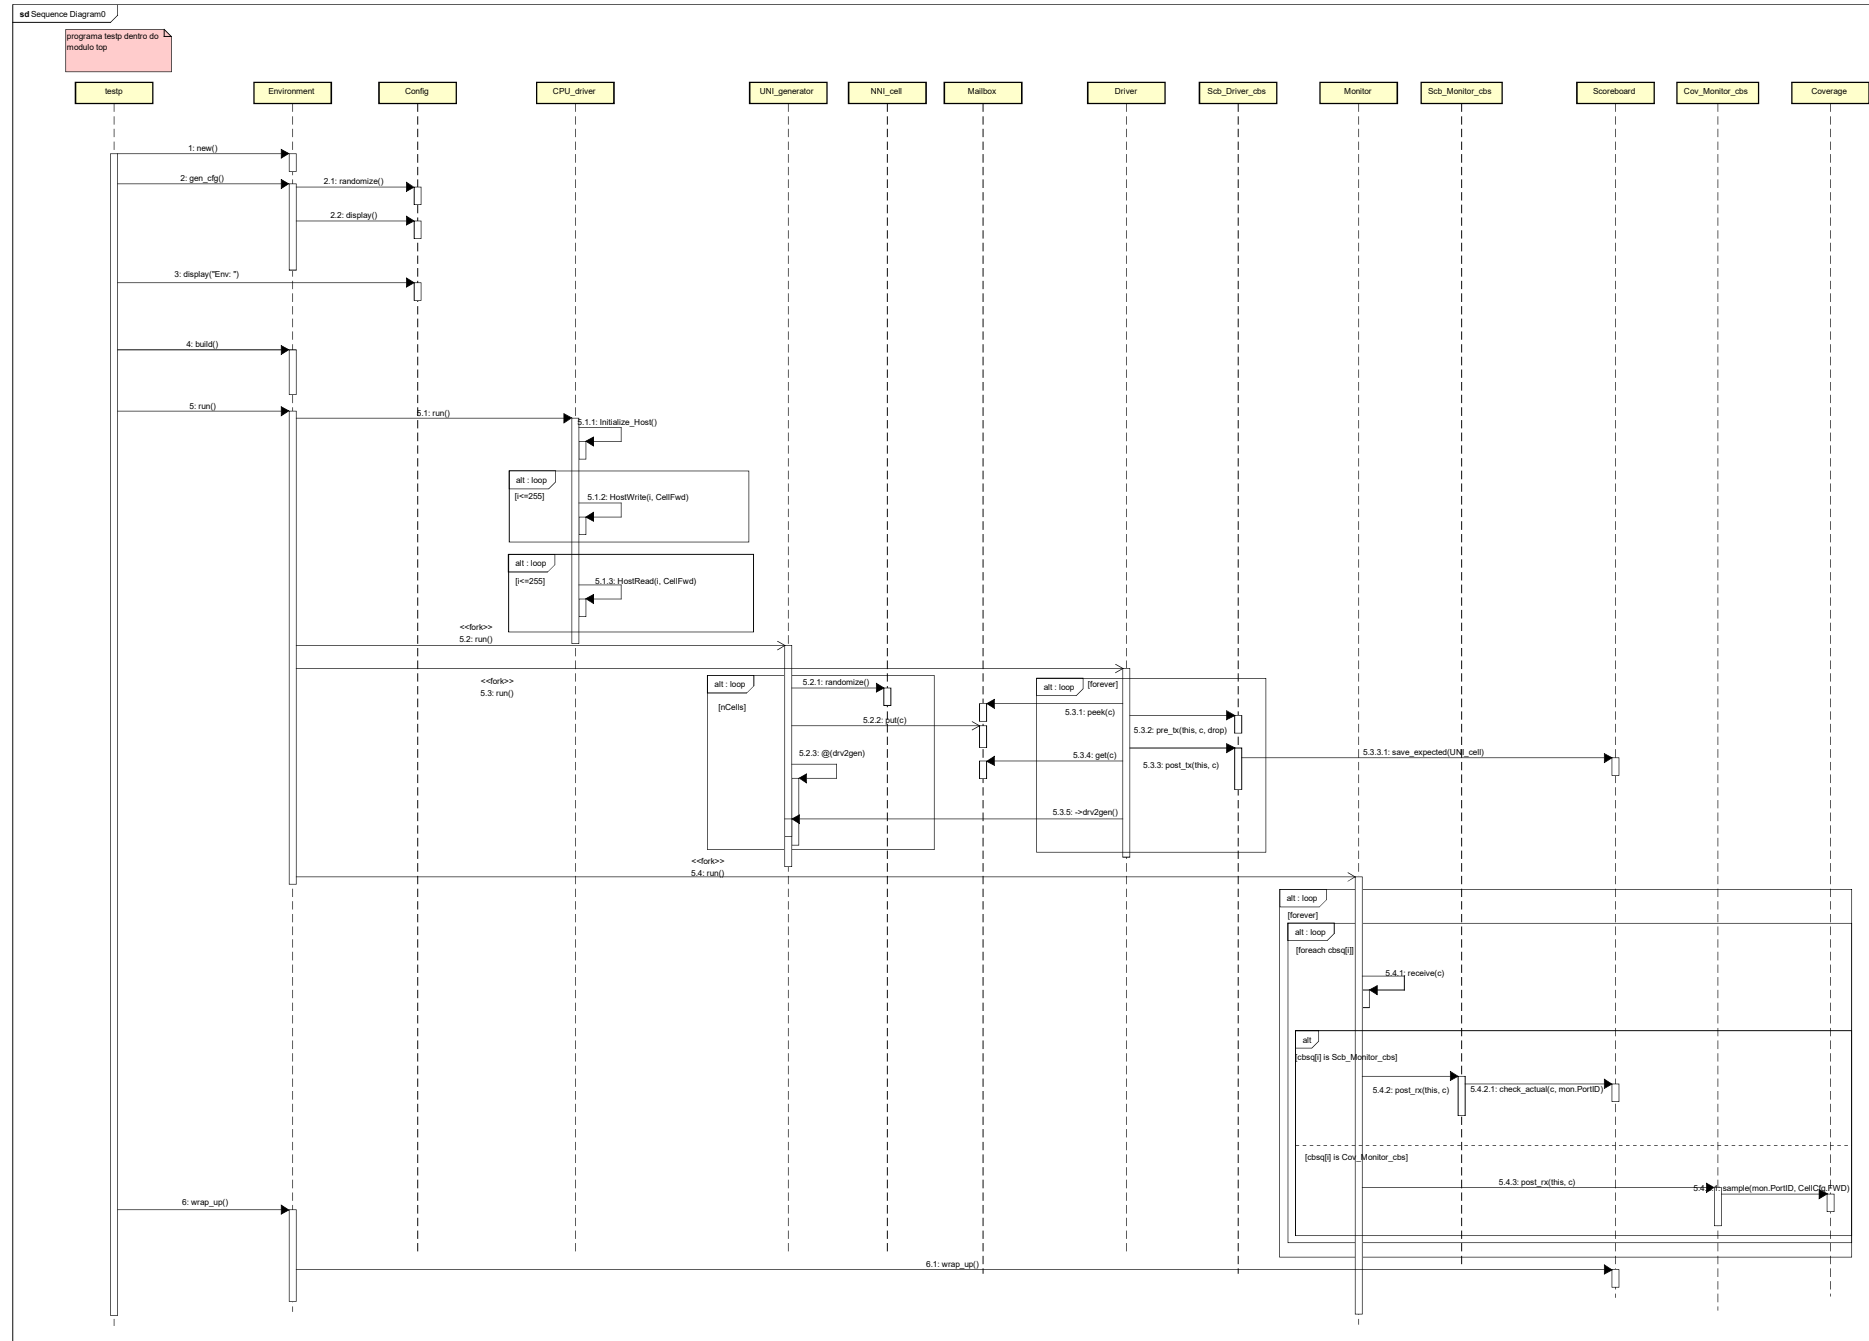 sd Sequence Diagram0
programa testp dentro do
modulo top
testp
Environment
Config
CPU_driver
UNI_generator
NNI_cell
Mailbox
Driver
Scb_Driver_cbs
Monitor
Scb_Monitor_cbs
Scoreboard
Cov_Monitor_cbs
Coverage
1: new()
2: gen_cfg()
2.1: randomize()
2.2: display()
3: display("Env: ")
4: build()
5: run()
5.1: run()
5.1.1: Initialize_Host()
alt : loop
[i<=255]
5.1.2: HostWrite(i, CellFwd)
alt : loop
[i<=255]
5.1.3: HostRead(i, CellFwd)
<<fork>>
5.2: run()
<<fork>>
5.3: run()
alt : loop
[nCells]
5.2.1: randomize()
5.2.2: put(c)
5.2.3: @(drv2gen)
alt : loop
[forever]
5.3.1: peek(c)
5.3.2: pre_tx(this, c, drop)
5.3.4: get(c)
5.3.3: post_tx(this, c)
5.3.3.1: save_expected(UNI_cell)
5.3.5: ->drv2gen()
<<fork>>
5.4: run()
alt : loop
[forever]
alt : loop
[foreach cbsq[i]]
5.4.1: receive(c)
alt
[cbsq[i] is Scb_Monitor_cbs]
5.4.2: post_rx(this, c)
5.4.2.1: check_actual(c, mon.PortID)
[cbsq[i] is Cov_Monitor_cbs]
5.4.3: post_rx(this, c)
sample(mon.PortID, CellCfg.FWD)
6: wrap_up()
6.1: wrap_up()